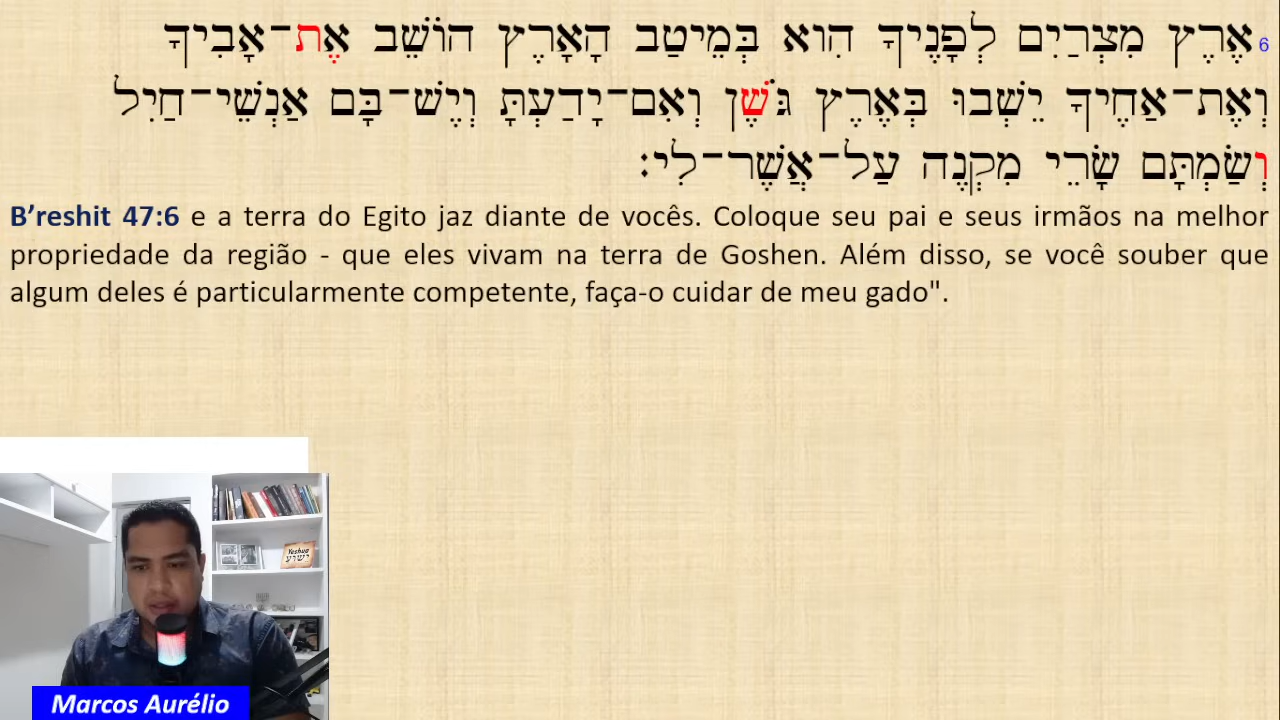 6 אֶרֶץ מִצְרַיִם לְפָנֶיךָ הִוא בְּמֵיטַב הָאָרֶץ הוֹשֵׁב אֶת־אָבִיךָ
וְאֶת־אַחֶיךָ יֵשְׁבוּ בְּאֶרֶץ גֹּשֶׁן וְאִם־יָדַעְתָּ וְיֶשׁ־בָּם אַנְשֵׁי־חַיִל
וְשַׂמְתָּם שָׂרֵי מִקְנֶה עַל־אֲשֶׁר־לִי׃
B’reshit 47:6 e a terra do Egito jaz diante de vocês. Coloque seu pai e seus irmãos na melhor
propriedade da região - que eles vivam na terra de Goshen. Além disso, se você souber que
algum deles é particularmente competente, faça-o cuidar de meu gado".
Yeshua
ישוע
Marcos Aurélio